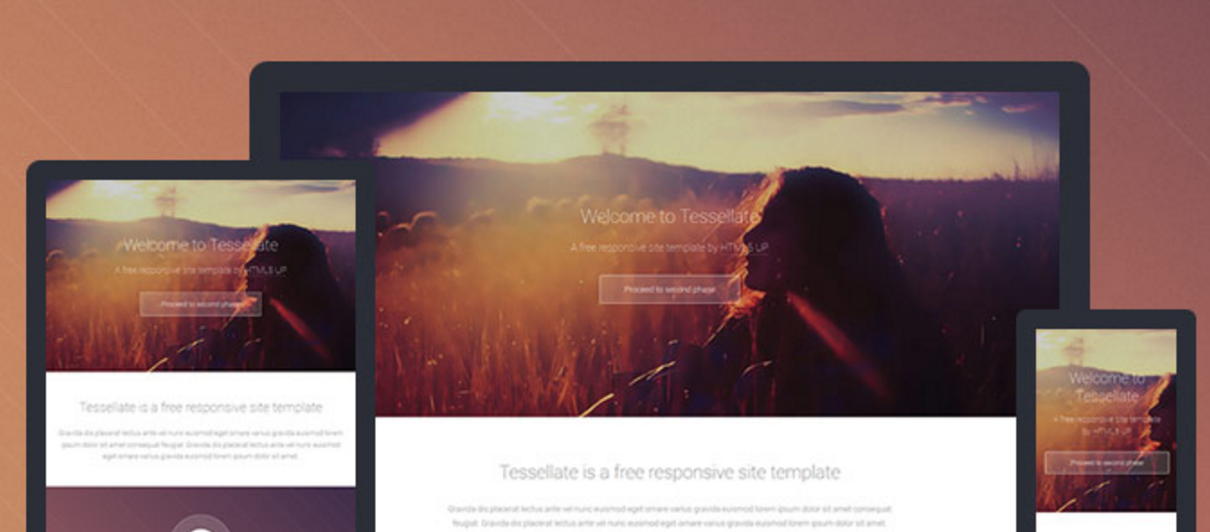 Welcome to Tessellate
A free responsive site template by HTML5 UP
Proceed to second phase
Tessellate is a free responsive site template
Gravida dis placerat lectus ante vel nunc euismod eget ornare varius gravida euismod lorem
ipsum dolor sit amet consequat feugiat. Gravida dis placerat lectus ante vel nunc euismod
eget ornare varius gravida euismod lorem ipsum dolor sit amet.
Welcome to Tessellate
A free responsive site template by HTML5 UP
Proceed to second phase
Tessellate is a free responsive site template
Gravida dis placerat lectus ante vel nunc euismod eget ornare varius gravida euismod lorem ipsum dolor sit amet consequat
feugiat. Gravida dis placerat lectus ante vel nunc euismod eget ornare varius gravida euismod lorem ipsum dolor sit amet.
Welcome to
Tessellate
A free responsive site template
by HTML5 UP
Proceed to second phase